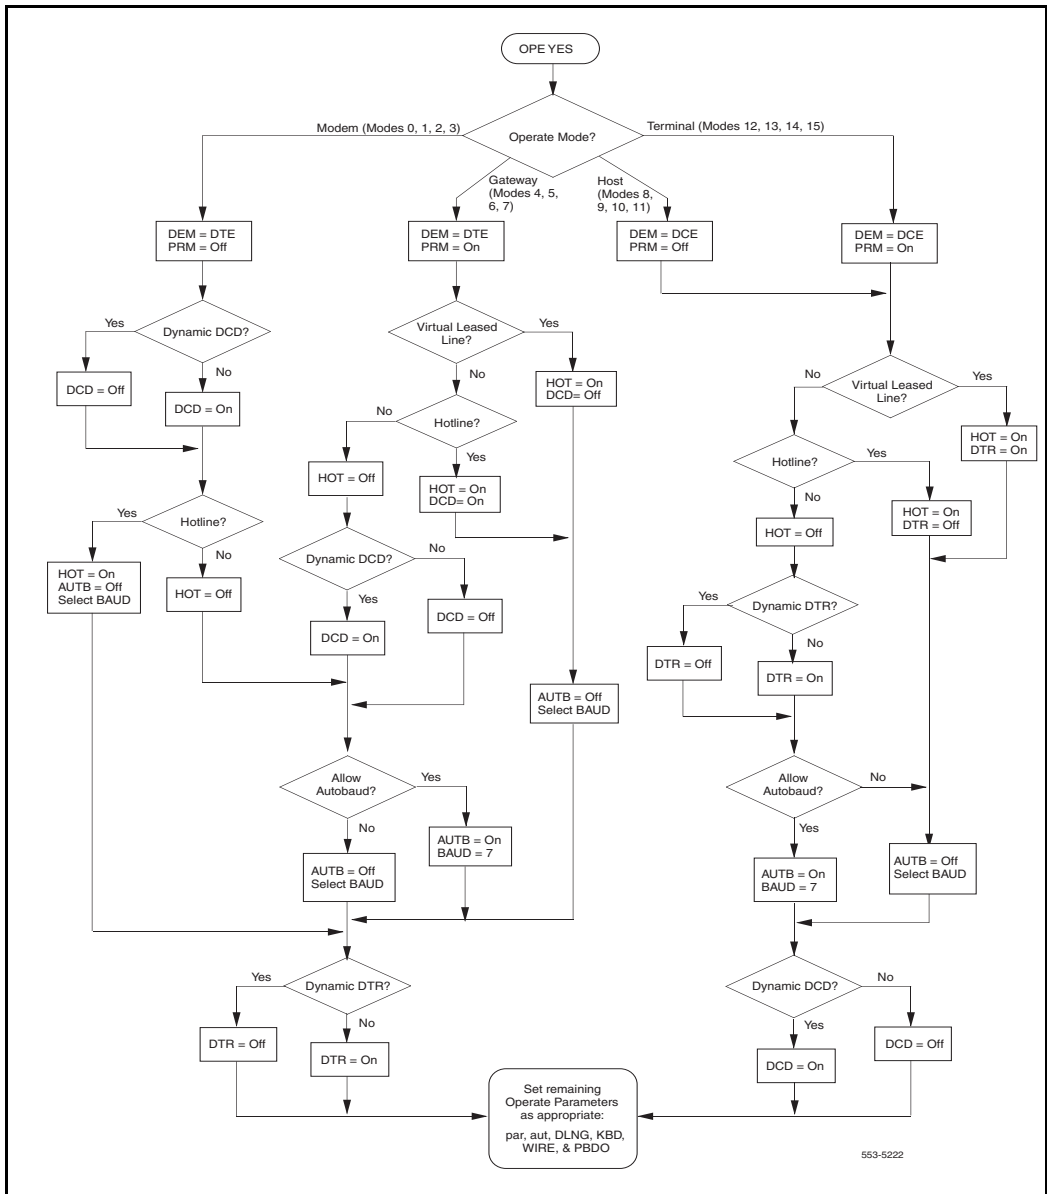 OPE YES
Operate Mode?
Modem (Modes 0, 1, 2, 3)
Terminal (Modes 12, 13, 14, 15)
Gateway
(Modes 4, 5,
6, 7)
Host
(Modes 8,
9, 10, 11)
DEM = DTE
PRM = Off
DEM = DTE
PRM = On
DEM = DCE
PRM = Off
DEM = DCE
PRM = On
Yes
Dynamic DCD?
No
DCD = Off
DCD = On
Yes
Hotline?
No
HOT = On
AUTB = Off
Select BAUD
HOT = Off
Virtual Leased
Line?
Yes
No
HOT = On
DCD= Off
No
Hotline?
Yes
HOT = Off
HOT = On
DCD= On
Dynamic DCD?
No
Yes
DCD = Off
DCD = On
AUTB = Off
Select BAUD
Allow
Autobaud?
Yes
No
AUTB = On
BAUD = 7
AUTB = Off
Select BAUD
Yes
Dynamic DTR?
No
DTR = Off
DTR = On
No
Virtual Leased
Line?
Yes
HOT = On
DTR = On
Hotline?
Yes
No
HOT = On
DTR = Off
HOT = Off
Yes
Dynamic DTR?
No
DTR = Off
DTR = On
Allow
Autobaud?
No
Yes
AUTB = On
BAUD = 7
AUTB = Off
Select BAUD
Dynamic DCD?
No
Yes
DCD = Off
DCD = On
Set remaining
Operate Parameters
as appropriate:
par, aut, DLNG, KBD,
WIRE, & PBDO
553-5222